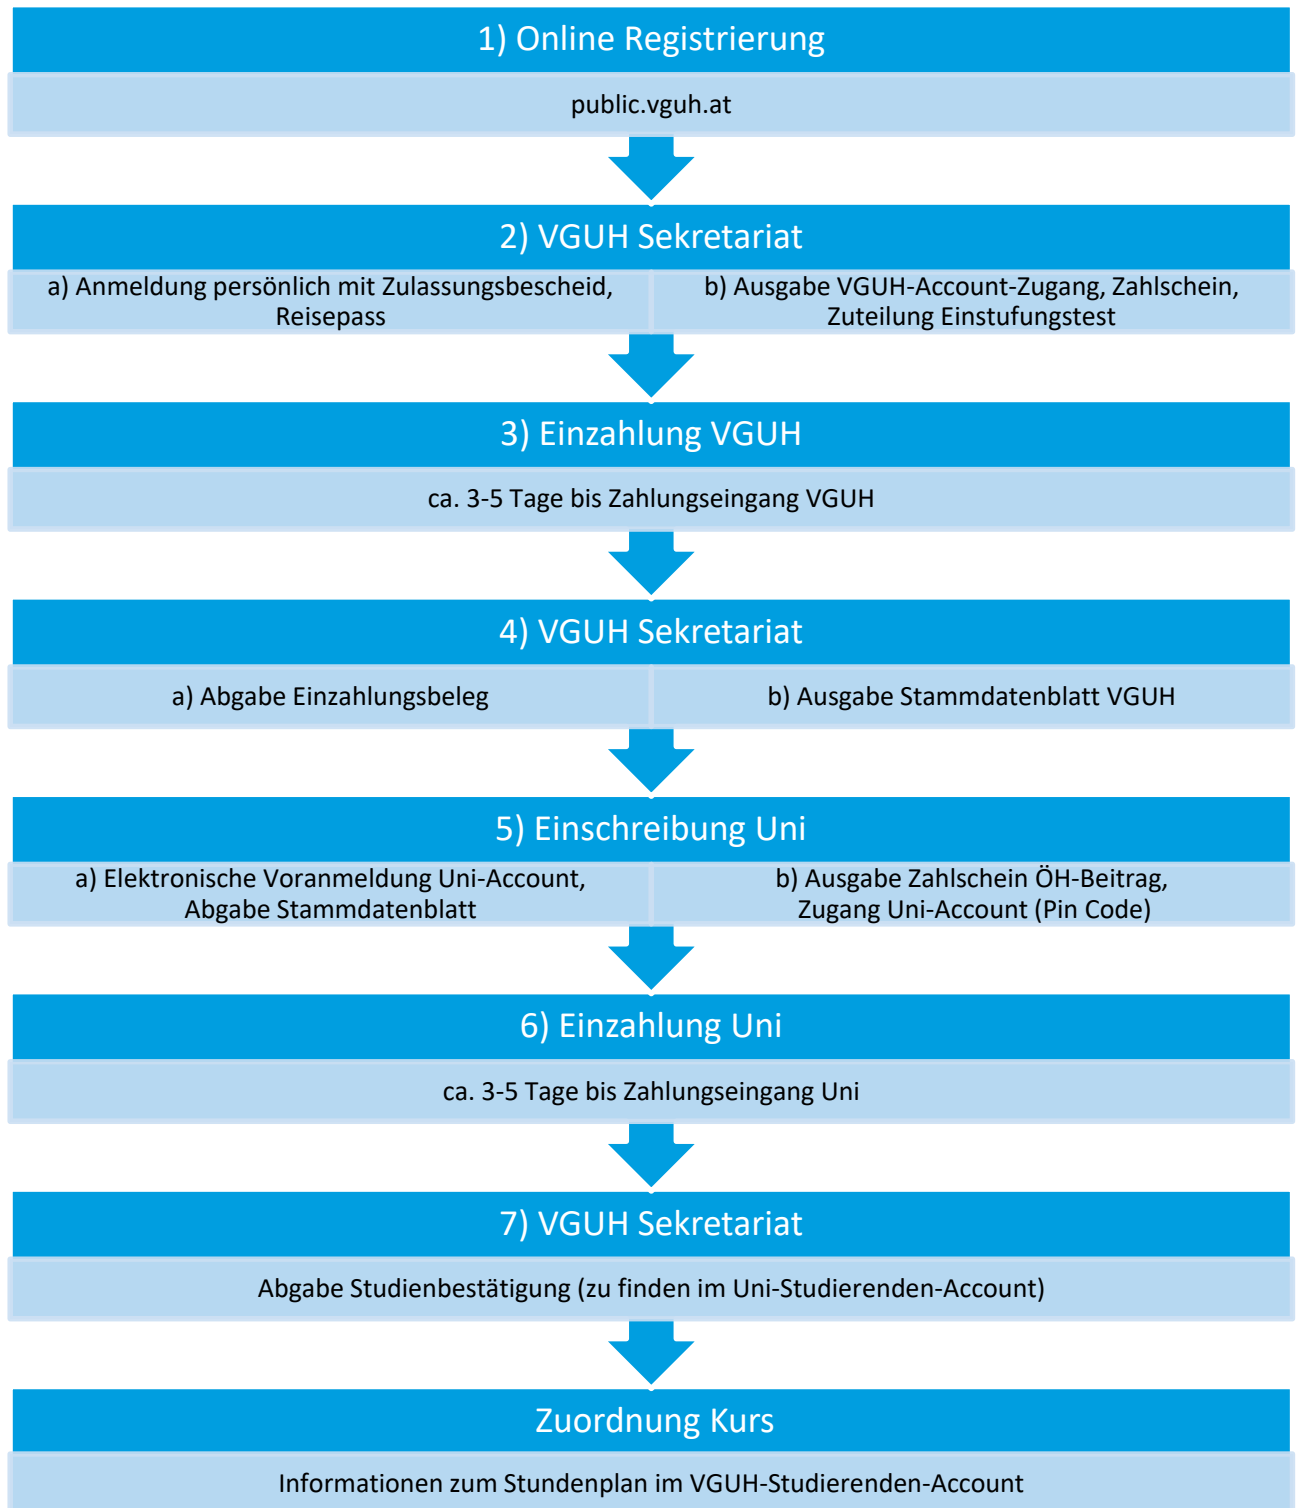 1) Online Registrierung
public.vguh.at
2) VGUH Sekretariat
a) Anmeldung persönlich mit Zulassungsbescheid,
Reisepass
b) Ausgabe VGUH-Account-Zugang, Zahlschein,
Zuteilung Einstufungstest
3) Einzahlung VGUH
ca. 3-5 Tage bis Zahlungseingang VGUH
4) VGUH Sekretariat
a) Abgabe Einzahlungsbeleg
b) Ausgabe Stammdatenblatt VGUH
5) Einschreibung Uni
a) Elektronische Voranmeldung Uni-Account,
Abgabe Stammdatenblatt
b) Ausgabe Zahlschein ÖH-Beitrag,
Zugang Uni-Account (Pin Code)
6) Einzahlung Uni
ca. 3-5 Tage bis Zahlungseingang Uni
7) VGUH Sekretariat
Abgabe Studienbestätigung (zu finden im Uni-Studierenden-Account)
Zuordnung Kurs
Informationen zum Stundenplan im VGUH-Studierenden-Account